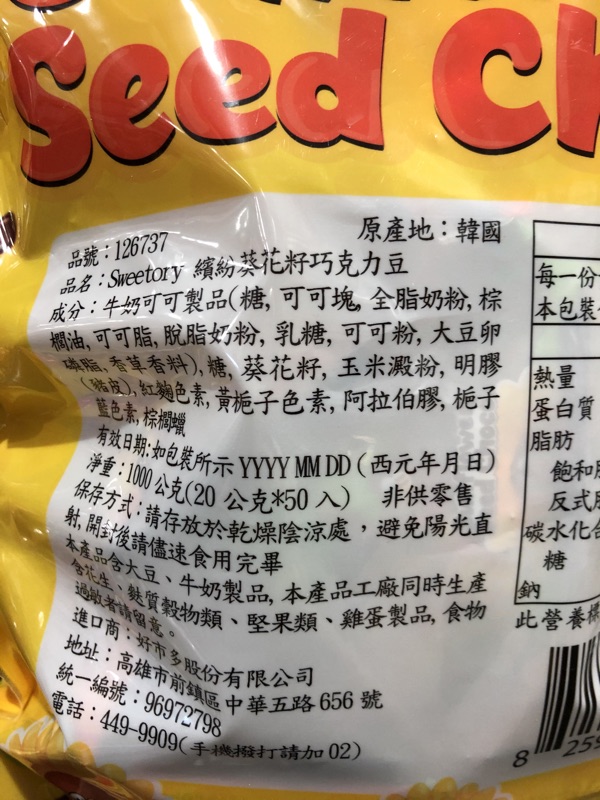 Seed Ch
品號：126737
原產地：韓國
品名：Sweetory 繽紛葵花籽巧克力豆
成分：牛奶可可製品(糖, 可可塊, 全脂奶粉, 棕
櫚油, 可可脂, 脫脂奶粉, 乳糖, 可可粉, 大豆卵
磷脂, 香草香料), 糖, 葵花籽, 玉米澱粉, 明膠
(豬皮), 紅麴色素, 黃梔子色素, 阿拉伯膠, 梔子
藍色素, 棕櫚蠟
有效日期:如包裝所示 YYYY MM DD (西元年月日)
淨重：1000 公克(20 公克*50 入) 非供零售
保存方式：請存放於乾燥陰涼處，避免陽光直
射, 開封後請儘速食用完畢
本產品含大豆、牛奶製品, 本產品工廠同時生產
含花生、麩質穀物類、堅果類、雞蛋製品, 食物
過敏者請留意。
進口商：好市多股份有限公司
地址：高雄市前鎮區中華五路 656 號
統一編號：96972798
電話：449-9909(手機撥打請加 02)
每一份
本包裝
熱量
蛋白質
脂肪
飽和
反式
碳水化合
糖
鈉
此營養標
8 259